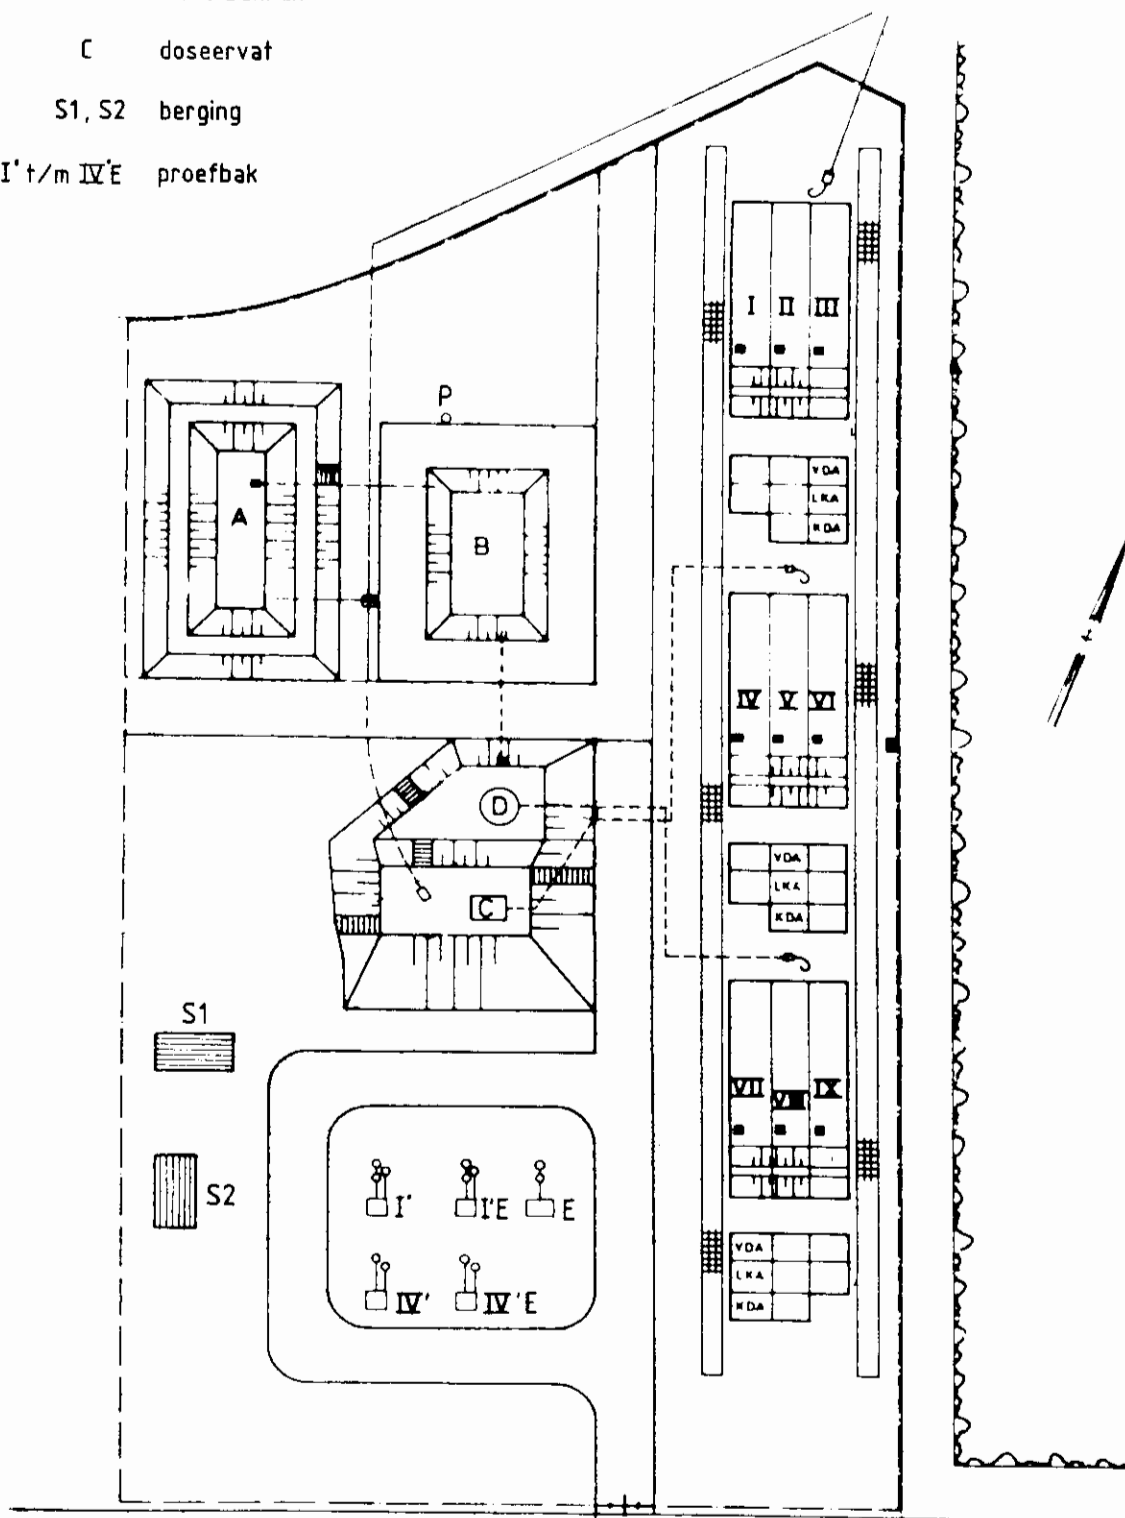 C doseervat
S1, S2 berging
I' t/m IV'E proefbak
I II III
P
VDA
LKA
KDA
A
B
IV V VI
D
VDA
LKA
KDA
C
S1
VII VIII IX
S2
I' I'E E
VDA
LKA
KDA
IV' IV'E